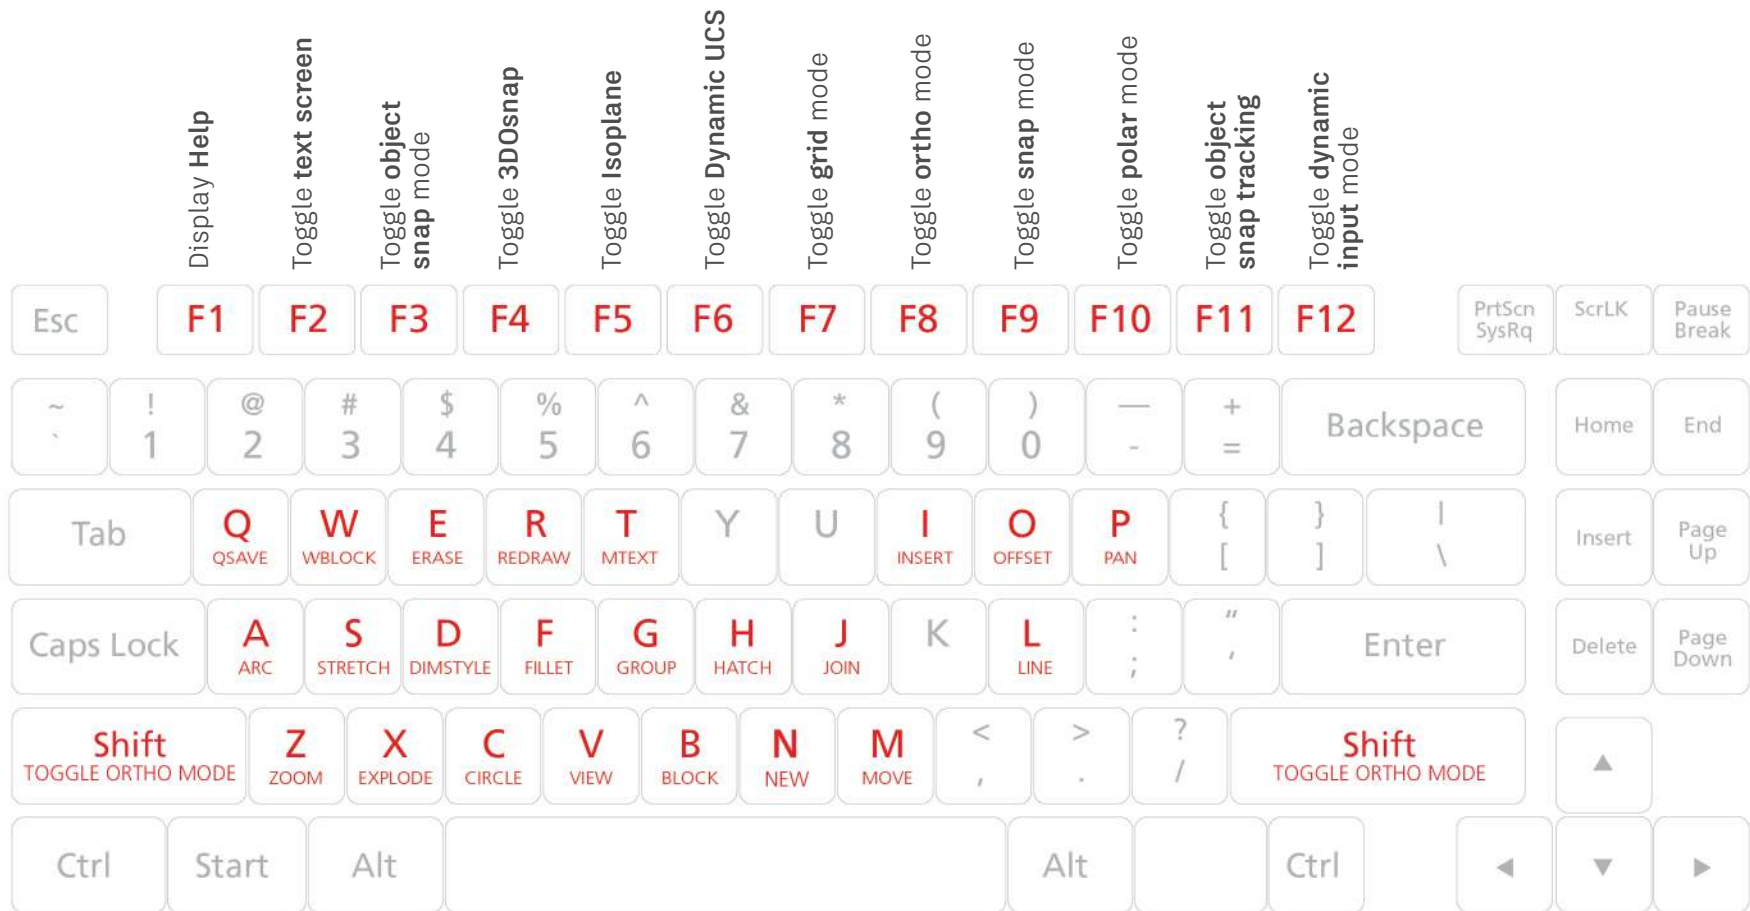 Display Help
Toggle text screen
Toggle object
snap mode
Toggle 3DOsnap
Toggle Isoplane
Toggle Dynamic UCS
Toggle grid mode
Toggle ortho mode
Toggle snap mode
Toggle polar mode
Toggle object
snap tracking
Toggle dynamic
input mode
Esc F1 F2 F3 F4 F5 F6 F7 F8 F9 F10 F11 F12 PrtScn ScrLK Pause
SysRq Break
~ ! @ # $ % ^ & * ( ) — +
` 1 2 3 4 5 6 7 8 9 0 - = Backspace Home End
Tab Q W E R T Y U I O P { } | Insert Page
QSAVE WBLOCK ERASE REDRAW MTEXT INSERT OFFSET PAN [ ] \ Up
Caps Lock A S D F G H J K L : “ Enter Delete Page
ARC STRETCH DIMSTYLE FILLET GROUP HATCH JOIN LINE ; ‘ Down
Shift Z X C V B N M < > ? Shift ▲
TOGGLE ORTHO MODE ZOOM EXPLODE CIRCLE VIEW BLOCK NEW MOVE , . / TOGGLE ORTHO MODE
Ctrl Start Alt Alt Ctrl ◀ ▼ ▶